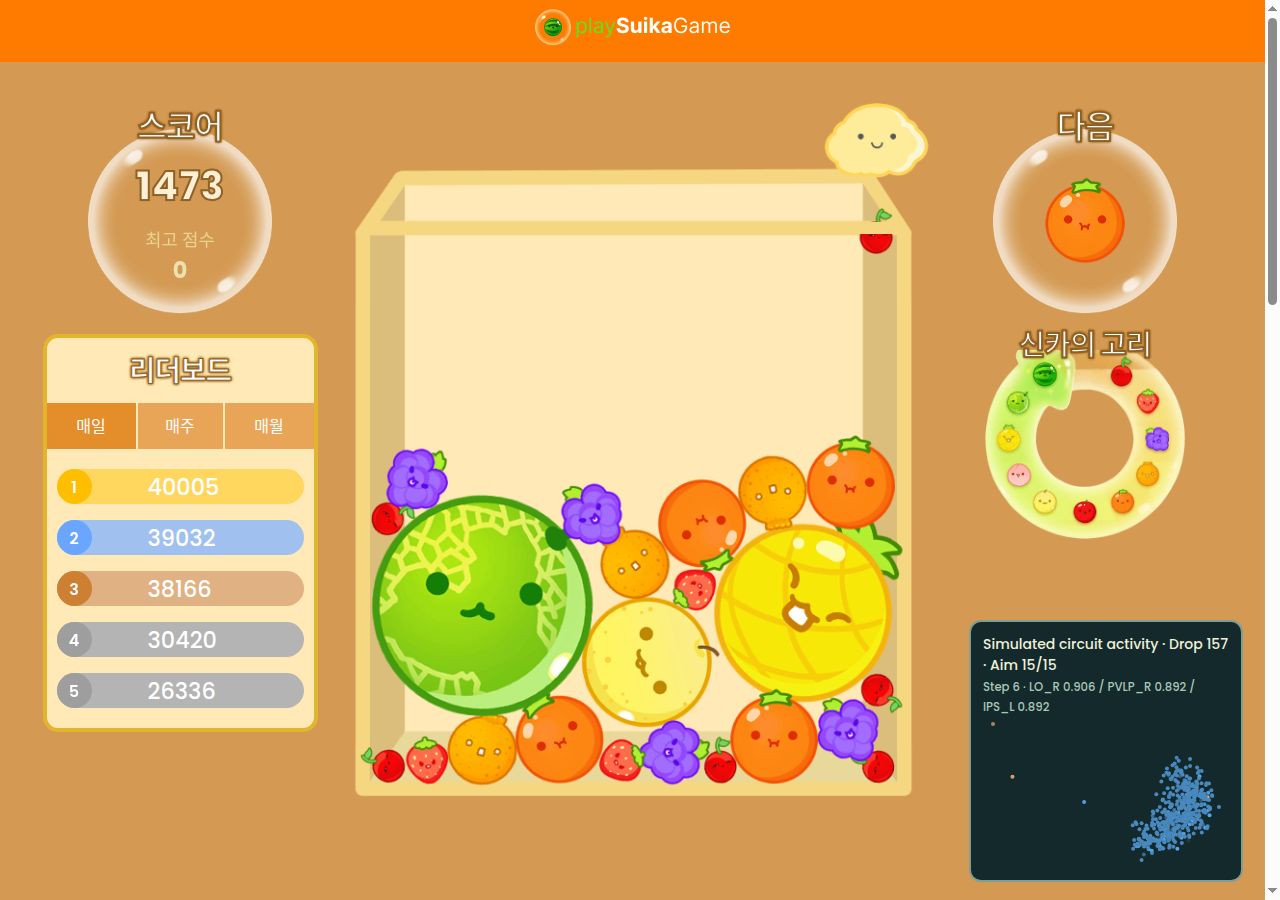 playSuikaGame
스코어
1473
최고 점수
0
다음
신카의 고리
리더보드
매일 매주 매월
1 40005
2 39032
3 38166
4 30420
5 26336
Simulated circuit activity · Drop 157
· Aim 15/15
Step 6 · LO_R 0.906 / PVLP_R 0.892 /
IPS_L 0.892